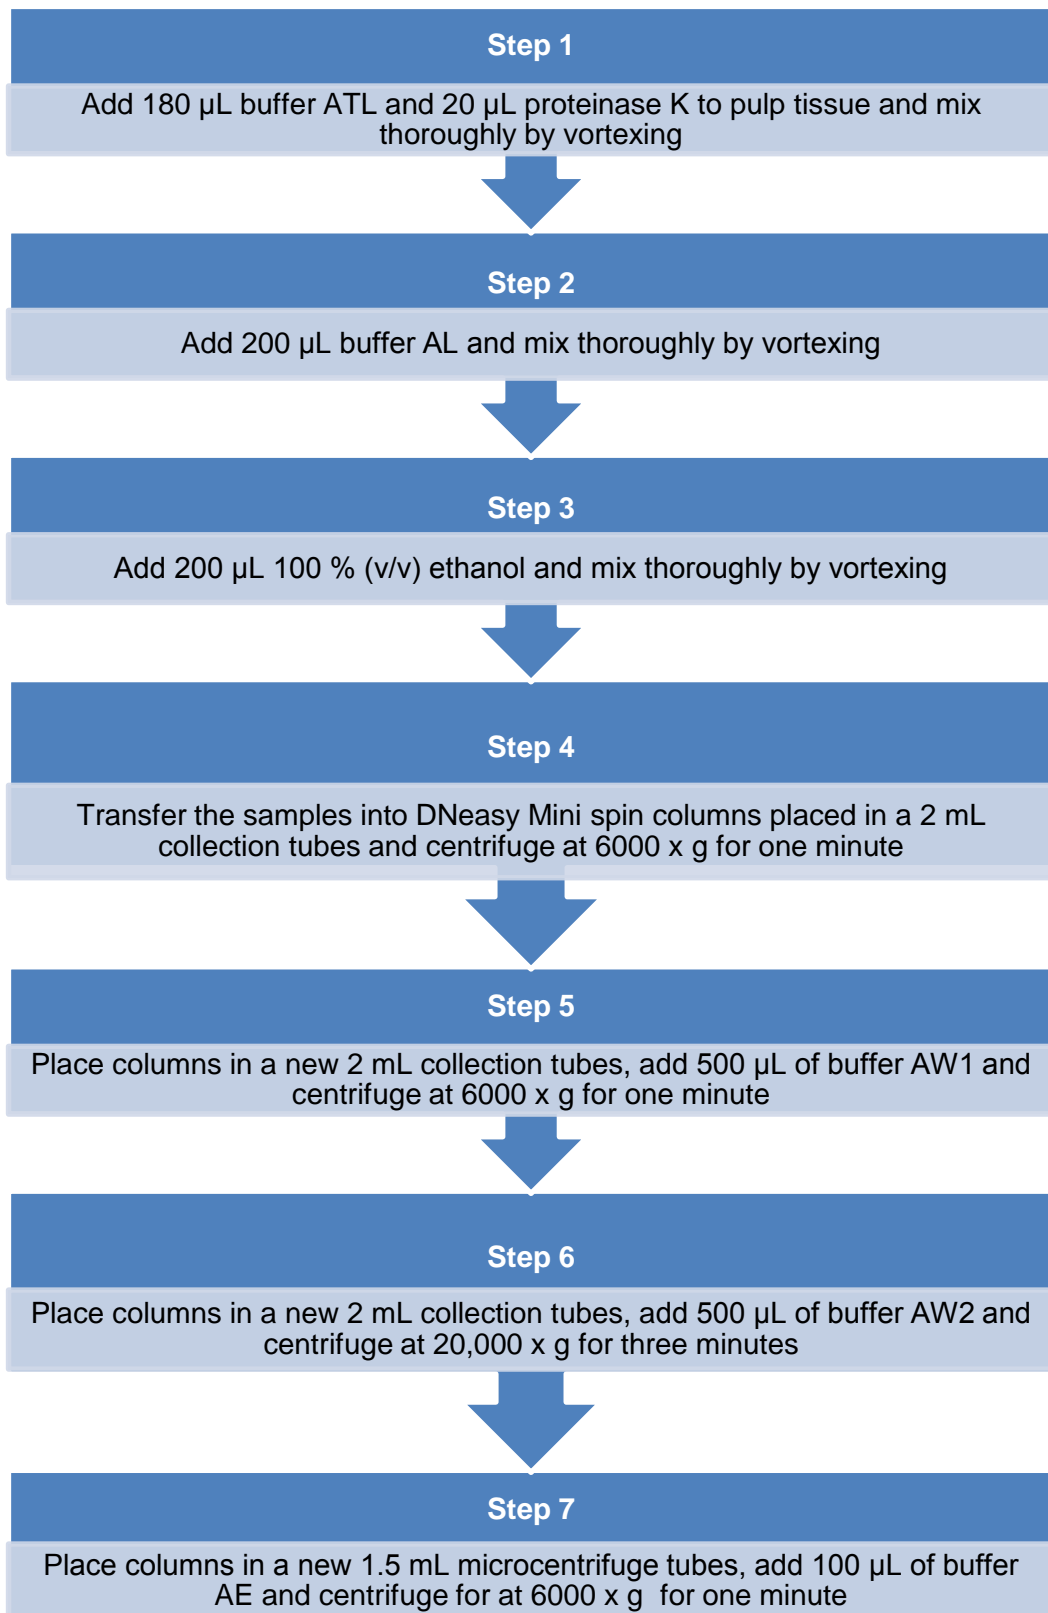 Step 1
Add 180 µL buffer ATL and 20 µL proteinase K to pulp tissue and mix
thoroughly by vortexing
Step 2
Add 200 µL buffer AL and mix thoroughly by vortexing
Step 3
Add 200 µL 100 % (v/v) ethanol and mix thoroughly by vortexing
Step 4
Transfer the samples into DNeasy Mini spin columns placed in a 2 mL
collection tubes and centrifuge at 6000 x g for one minute
Step 5
Place columns in a new 2 mL collection tubes, add 500 µL of buffer AW1 and
centrifuge at 6000 x g for one minute
Step 6
Place columns in a new 2 mL collection tubes, add 500 µL of buffer AW2 and
centrifuge at 20,000 x g for three minutes
Step 7
Place columns in a new 1.5 mL microcentrifuge tubes, add 100 µL of buffer
AE and centrifuge for at 6000 x g  for one minute